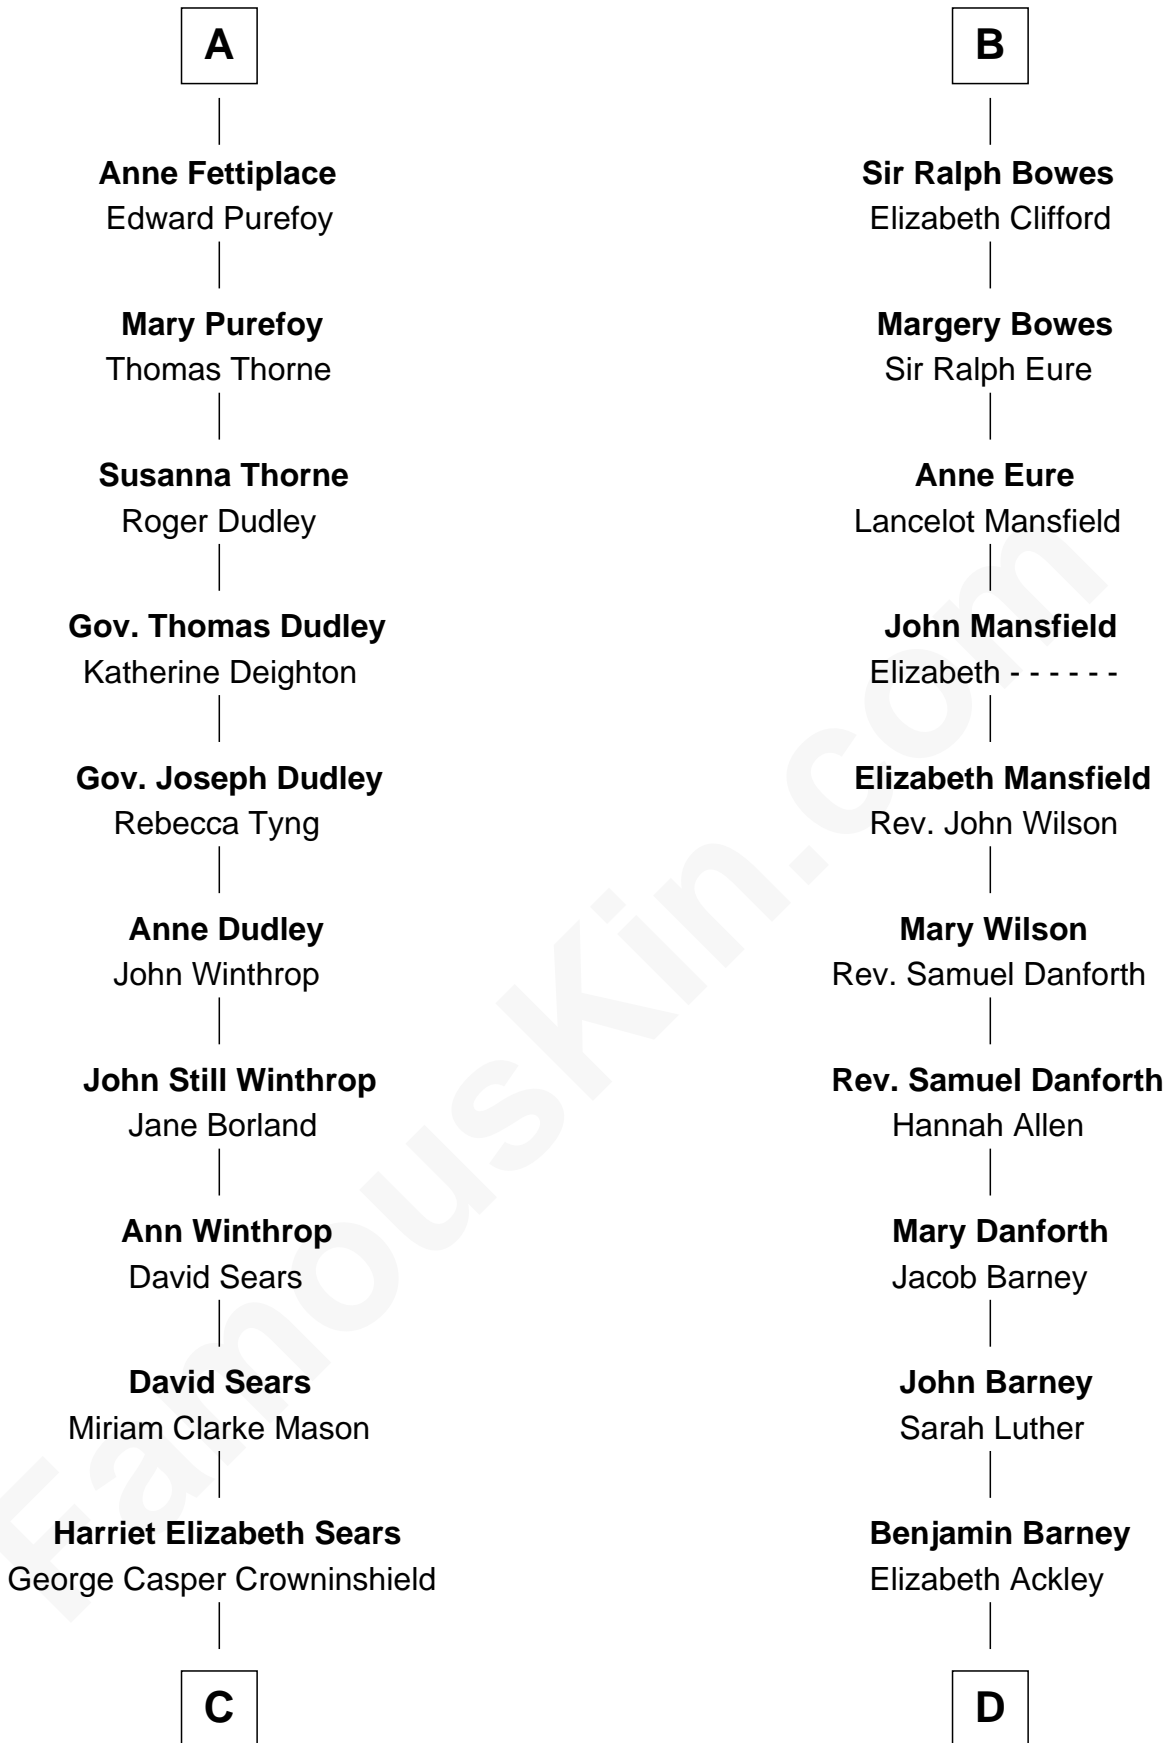 A
Anne Fettiplace
Edward Purefoy
Mary Purefoy
Thomas Thorne
Susanna Thorne
Roger Dudley
Gov. Thomas Dudley
Katherine Deighton
Gov. Joseph Dudley
Rebecca Tyng
Anne Dudley
John Winthrop
John Still Winthrop
Jane Borland
Ann Winthrop
David Sears
David Sears
Miriam Clarke Mason
Harriet Elizabeth Sears
George Casper Crowninshield
C
B
Sir Ralph Bowes
Elizabeth Clifford
Margery Bowes
Sir Ralph Eure
Anne Eure
Lancelot Mansfield
John Mansfield
Elizabeth - - - - - -
Elizabeth Mansfield
Rev. John Wilson
Mary Wilson
Rev. Samuel Danforth
Rev. Samuel Danforth
Hannah Allen
Mary Danforth
Jacob Barney
John Barney
Sarah Luther
Benjamin Barney
Elizabeth Ackley
D
FamousKin.com